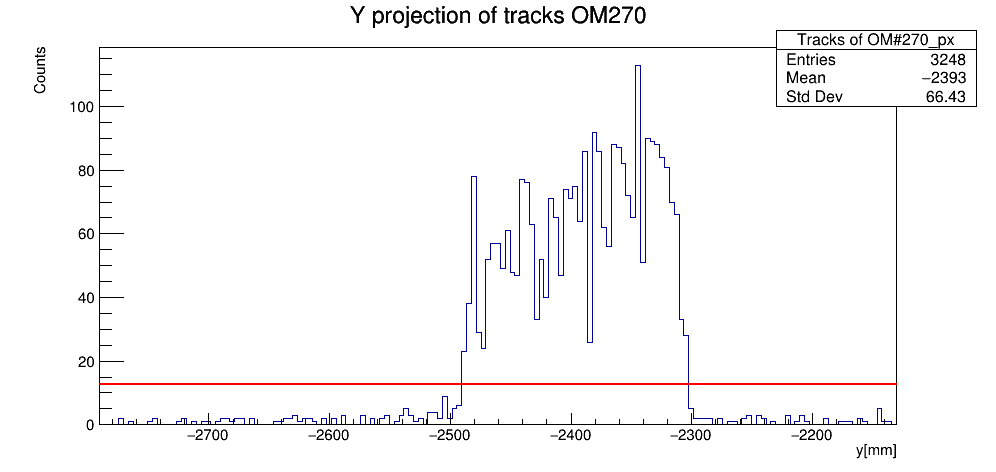 Y projection of tracks OM270
Tracks of OM#270_px
Entries 3248
Mean −2393
Std Dev 66.43
Counts
100
80
60
40
20
0
−2700 −2600 −2500 −2400 −2300 −2200
y[mm]